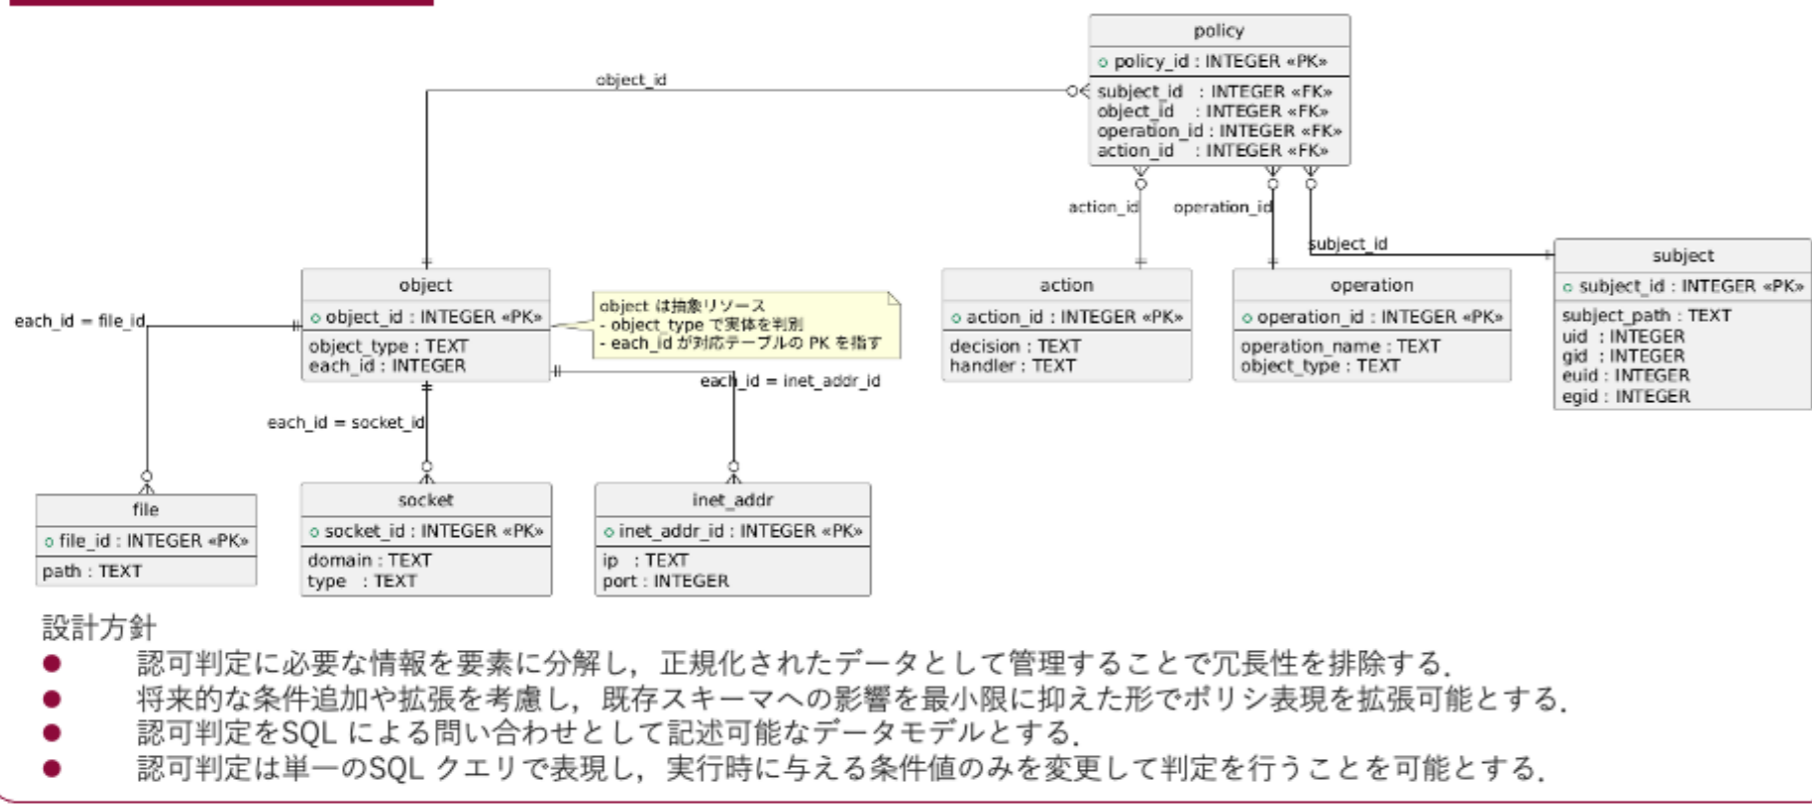 policy
policy_id : INTEGER «PK»
subject_id : INTEGER «FK»
object_id : INTEGER «FK»
operation_id : INTEGER «FK»
action_id : INTEGER «FK»
object_id
action_id
operation_id
subject_id
object
object_id : INTEGER «PK»
object_type : TEXT
each_id : INTEGER
object は抽象リソース
- object_type で実体を判別
- each_id が対応テーブルの PK を指す
action
action_id : INTEGER «PK»
decision : TEXT
handler : TEXT
operation
operation_id : INTEGER «PK»
operation_name : TEXT
object_type : TEXT
subject
subject_id : INTEGER «PK»
subject_path : TEXT
uid : INTEGER
gid : INTEGER
euid : INTEGER
egid : INTEGER
each_id = file_id
each_id = socket_id
each_id = inet_addr_id
file
file_id : INTEGER «PK»
path : TEXT
socket
socket_id : INTEGER «PK»
domain : TEXT
type : TEXT
inet_addr
inet_addr_id : INTEGER «PK»
ip : TEXT
port : INTEGER
設計方針
● 認可判定に必要な情報を要素に分解し，正規化されたデータとして管理することで冗長性を排除する．
● 将来的な条件追加や拡張を考慮し，既存スキーマへの影響を最小限に抑えた形でポリシ表現を拡張可能とする．
● 認可判定をSQL による問い合わせとして記述可能なデータモデルとする．
● 認可判定は単一のSQL クエリで表現し，実行時に与える条件値のみを変更して判定を行うことを可能とする．